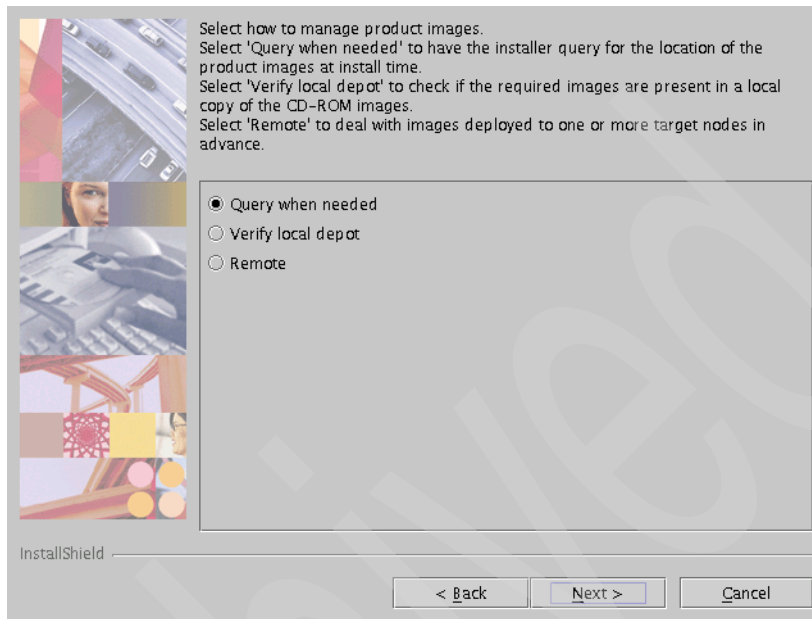 Select how to manage product images.
Select 'Query when needed' to have the installer query for the location of the
product images at install time.
Select 'Verify local depot' to check if the required images are present in a local
copy of the CD-ROM images.
Select 'Remote' to deal with images deployed to one or more target nodes in
advance.
Query when needed
Verify local depot
Remote
InstallShield
< Back
Next >
Cancel